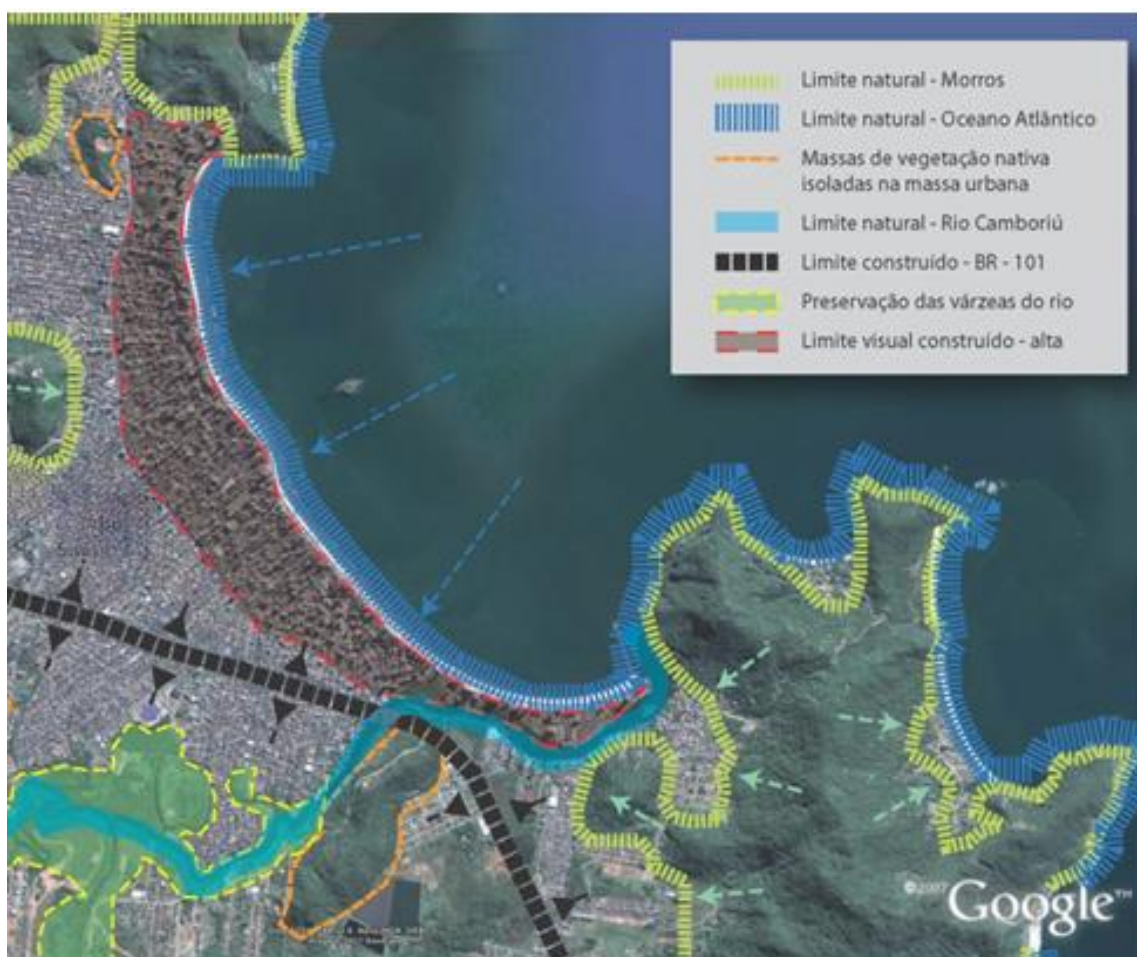 Limite natural - Morros
Limite natural - Oceano Atlântico
Massas de vegetação nativa
isoladas na massa urbana
Limite natural - Rio Camboriú
Limite construído - BR - 101
Preservação das várzeas do rio
Limite visual construído - alta
©2007 Google™